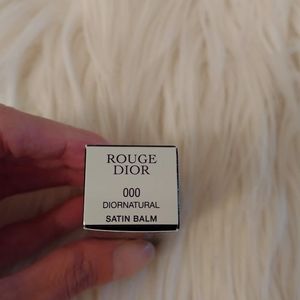 ROUGE
DIOR
000
DIORNATURAL
SATIN BALM